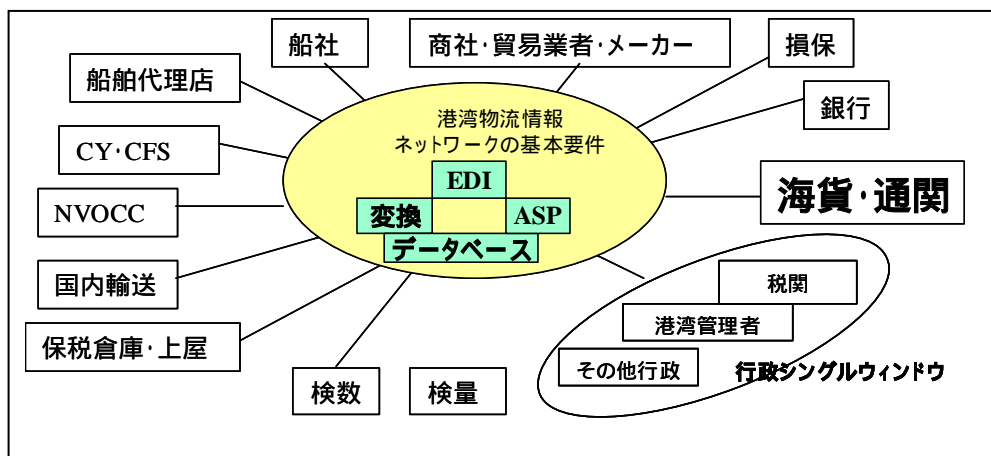 船社
商社・貿易業者・メーカー
損保
船舶代理店
銀行
港湾物流情報
ネットワークの基本要件
CY・CFS
EDI
海貨・通関
NVOCC
変換
ASP
データベース
国内輸送
税関
港湾管理者
保税倉庫・上屋
その他行政
行政シングルウィンドウ
検数
検量